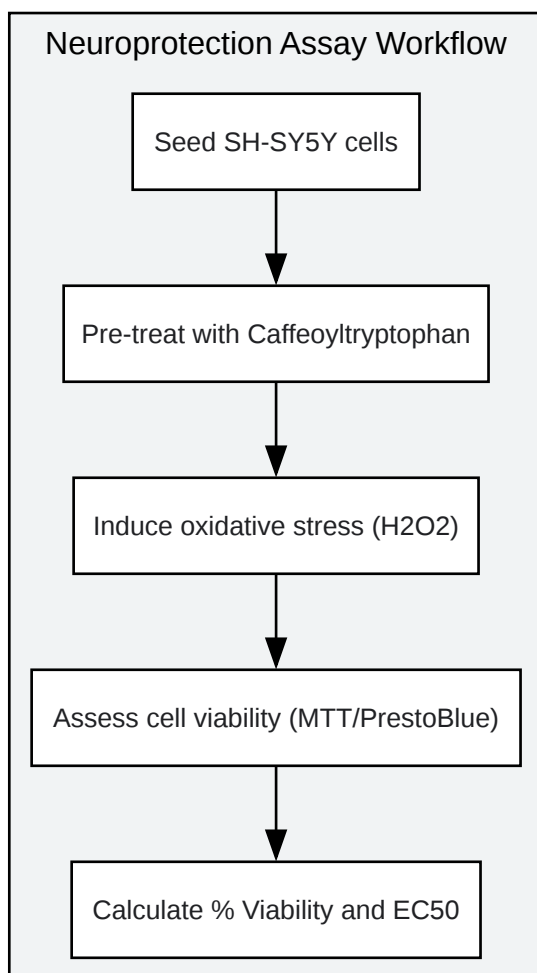 Neuroprotection Assay Workflow
Seed SH-SY5Y cells
Pre-treat with Caffeoyltryptophan
Induce oxidative stress (H2O2)
Assess cell viability (MTT/PrestoBlue)
Calculate % Viability and EC50